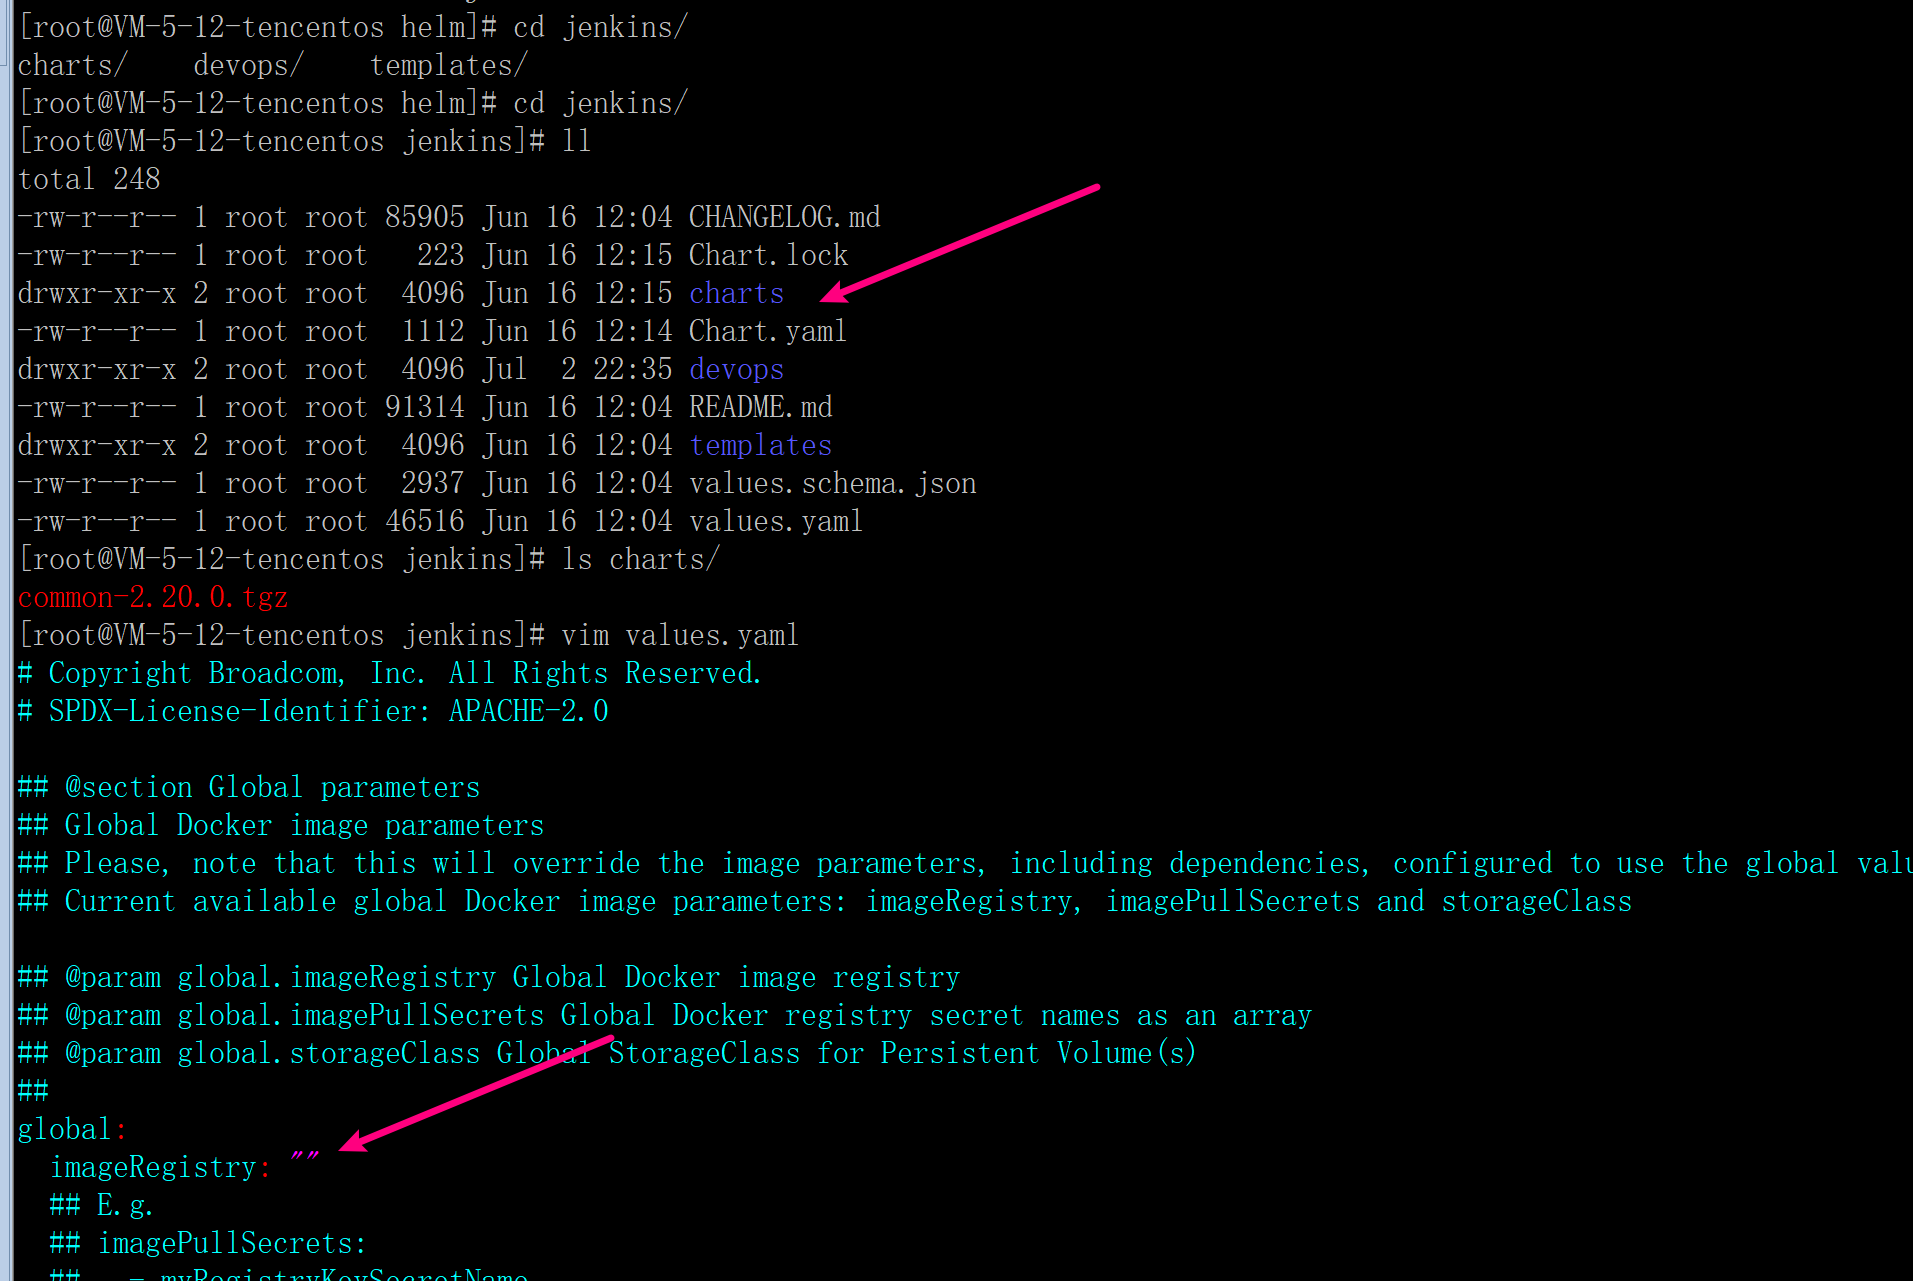 [root@VM-5-12-tencentos helm]# cd jenkins/
charts/    devops/    templates/
[root@VM-5-12-tencentos helm]# cd jenkins/
[root@VM-5-12-tencentos jenkins]# ll
total 248
-rw-r--r-- 1 root root 85905 Jun 16 12:04 CHANGELOG.md
-rw-r--r-- 1 root root   223 Jun 16 12:15 Chart.lock
drwxr-xr-x 2 root root  4096 Jun 16 12:15 charts
-rw-r--r-- 1 root root  1112 Jun 16 12:14 Chart.yaml
drwxr-xr-x 2 root root  4096 Jul  2 22:35 devops
-rw-r--r-- 1 root root 91314 Jun 16 12:04 README.md
drwxr-xr-x 2 root root  4096 Jun 16 12:04 templates
-rw-r--r-- 1 root root  2937 Jun 16 12:04 values.schema.json
-rw-r--r-- 1 root root 46516 Jun 16 12:04 values.yaml
[root@VM-5-12-tencentos jenkins]# ls charts/
common-2.20.0.tgz
[root@VM-5-12-tencentos jenkins]# vim values.yaml
# Copyright Broadcom, Inc. All Rights Reserved.
# SPDX-License-Identifier: APACHE-2.0
## @section Global parameters
## Global Docker image parameters
## Please, note that this will override the image parameters, including dependencies, configured to use the global valu
## Current available global Docker image parameters: imageRegistry, imagePullSecrets and storageClass
## @param global.imageRegistry Global Docker image registry
## @param global.imagePullSecrets Global Docker registry secret names as an array
## @param global.storageClass Global StorageClass for Persistent Volume(s)
##
global:
  imageRegistry: ""
  ## E.g.
  ## imagePullSecrets:
  ##   - myRegistryKeySecretName